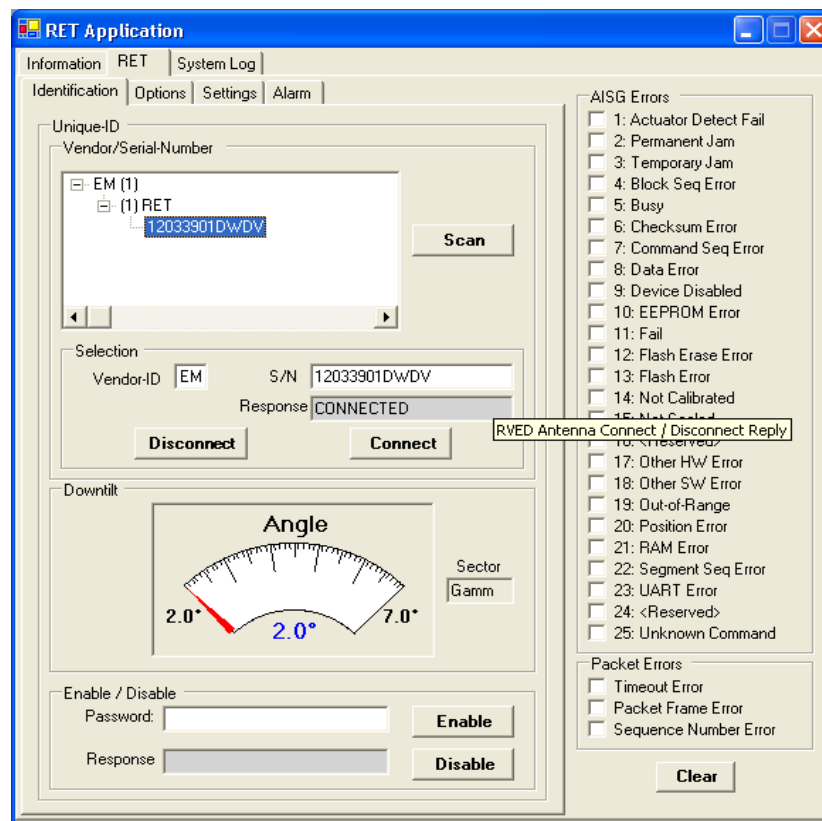 RET Application
Information RET System Log
Identification Options Settings Alarm
Unique-ID
Vendor/Serial-Number
EM (1)
(1) RET
12033901DWDV
Scan
Selection
Vendor-ID EM S/N 12033901DWDV
Response CONNECTED
Disconnect Connect
RVED Antenna Connect / Disconnect Reply
Downtilt
Angle
2.0° 7.0°
2.0°
Sector
Gamm
Enable / Disable
Password: Enable
Response Disable
AISG Errors
1: Actuator Detect Fail
2: Permanent Jam
3: Temporary Jam
4: Block Seq Error
5: Busy
6: Checksum Error
7: Command Seq Error
8: Data Error
9: Device Disabled
10: EEPROM Error
11: Fail
12: Flash Erase Error
13: Flash Error
14: Not Calibrated
16: <Reserved>
17: Other HW Error
18: Other SW Error
19: Out-of-Range
20: Position Error
21: RAM Error
22: Segment Seq Error
23: UART Error
24: <Reserved>
25: Unknown Command
Packet Errors
Timeout Error
Packet Frame Error
Sequence Number Error
Clear